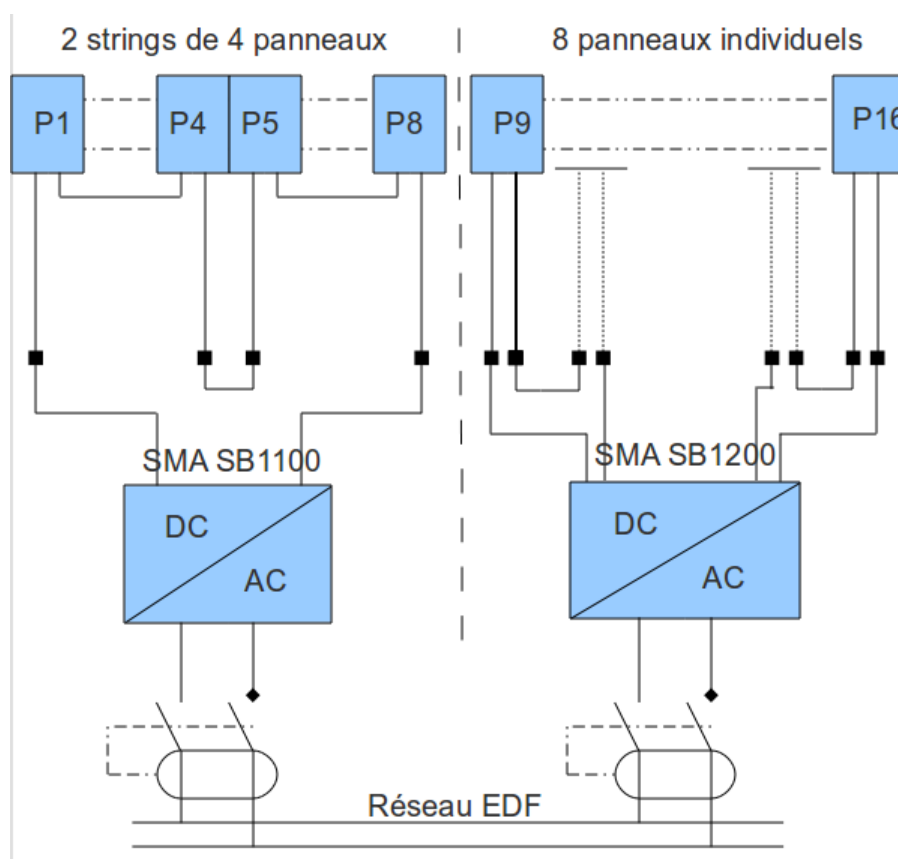 2 strings de 4 panneaux
8 panneaux individuels
P1
P4
P5
P8
P9
P16
SMA SB1100
SMA SB1200
DC
AC
DC
AC
Réseau EDF